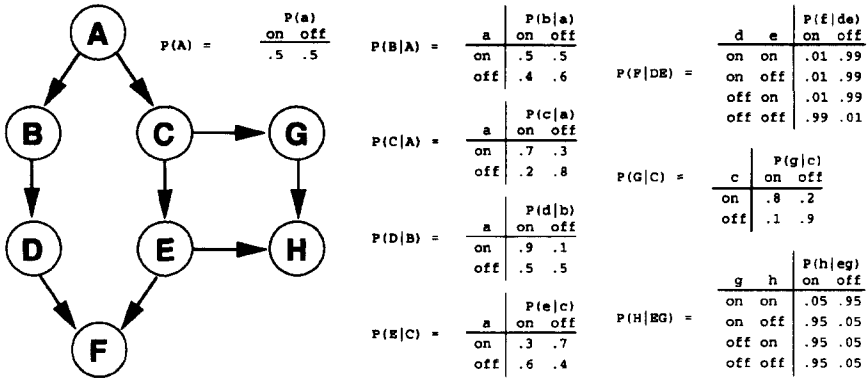 A
B
C
G
D
E
H
F
P(a)
P(A) = on off
.5 .5
P(b|a)
P(B|A) = a on off
on .5 .5
off .4 .6
P(c|a)
P(C|A) = a on off
on .7 .3
off .2 .8
P(d|b)
P(D|B) = a on off
on .9 .1
off .5 .5
P(e|c)
P(E|C) = a on off
on .3 .7
off .6 .4
P(f|de)
d e on off
on on .01 .99
P(F|DE) = on off .01 .99
off on .01 .99
off off .99 .01
P(g|c)
P(G|C) = c on off
on .8 .2
off .1 .9
P(h|eg)
g h on off
on on .05 .95
P(H|EG) = on off .95 .05
off on .95 .05
off off .95 .05